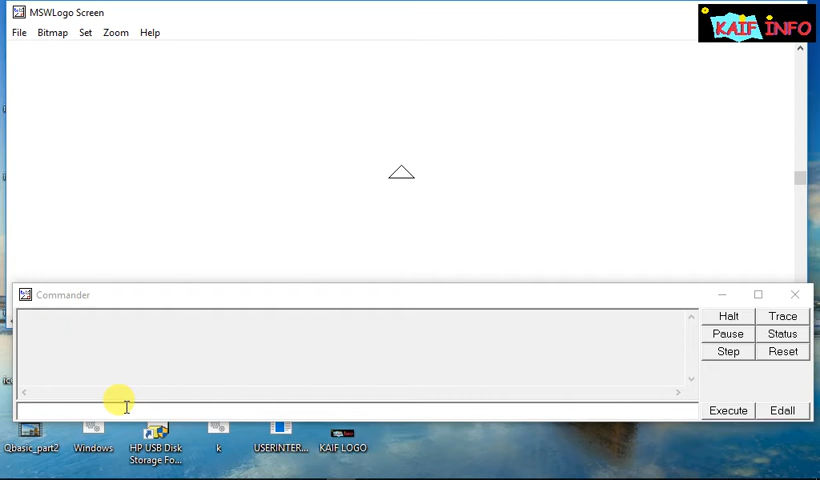 MSWLogo Screen
File Bitmap Set Zoom Help
KAIF INFO
Commander
Halt Trace
Pause Status
Step Reset
Execute Edall
Qbasic_part2 Windows HP USB Disk Storage Fo... k USERINTER... KAIF LOGO